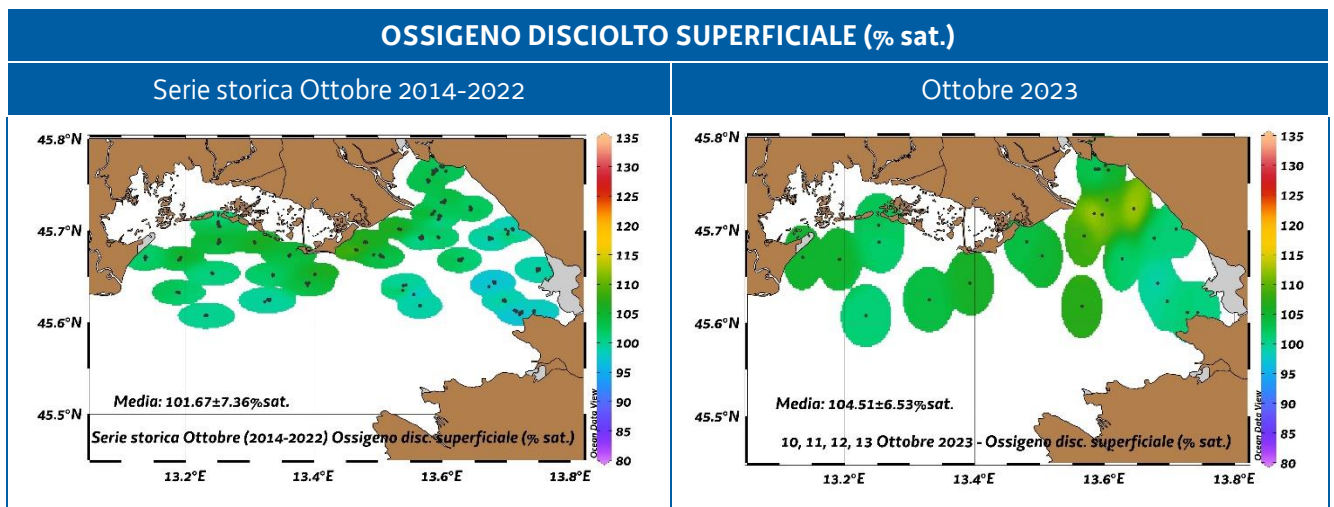 OSSIGENO DISCIOLTO SUPERFICIALE (% sat.)
Serie storica Ottobre 2014-2022
Ottobre 2023
45.8°N
45.7°N
45.6°N
45.5°N
13.2°E
13.4°E
13.6°E
13.8°E
Media: 101.67±7.36%sat.
Serie storica Ottobre (2014-2022) Ossigeno disc. superficiale (% sat.)
135
130
125
120
115
110
105
100
95
90
85
80
Ocean Data View
45.8°N
45.7°N
45.6°N
45.5°N
13.2°E
13.4°E
13.6°E
13.8°E
Media: 104.51±6.53%sat.
10, 11, 12, 13 Ottobre 2023 - Ossigeno disc. superficiale (% sat.)
135
130
125
120
115
110
105
100
95
90
85
80
Ocean Data View